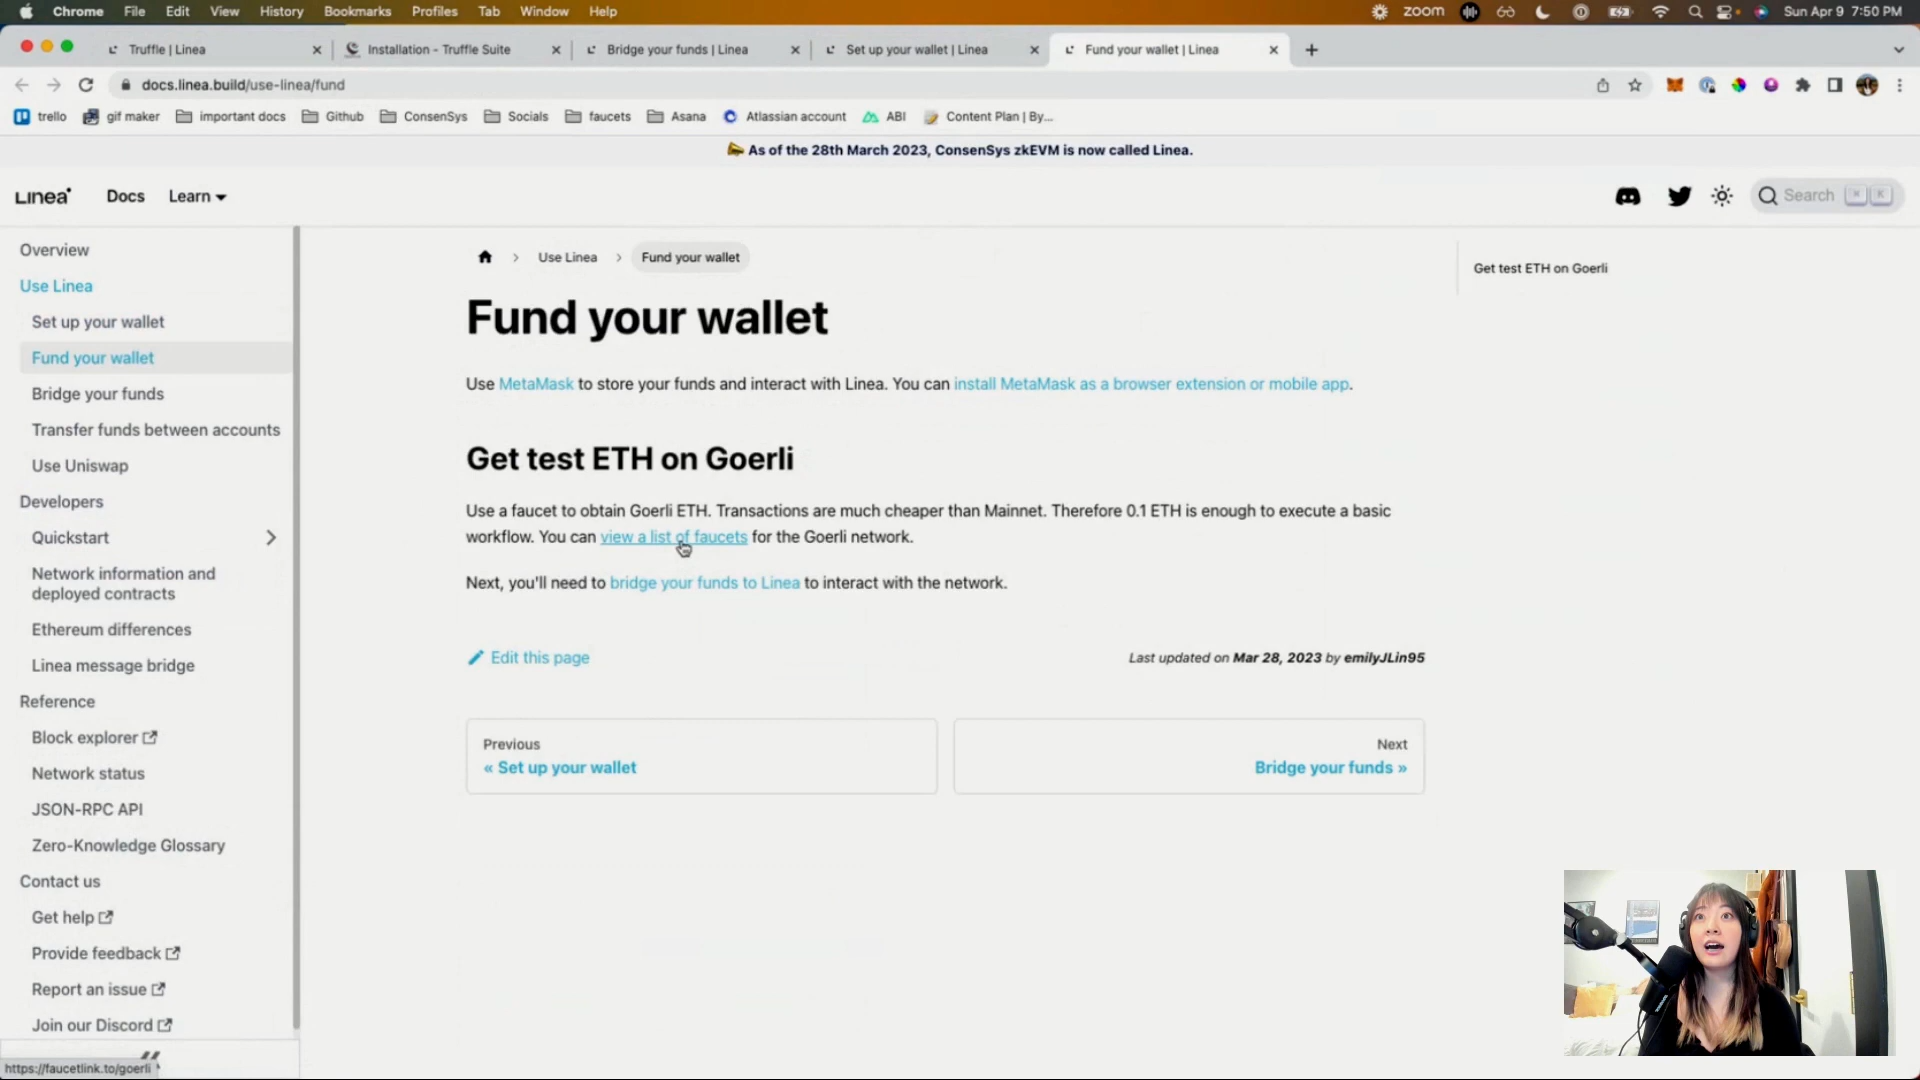 Chrome File Edit View History Bookmarks Profiles Tab Window Help
zoom Sun Apr 9 7:50 PM
Truffle | Linea
Installation - Truffle Suite
Bridge your funds | Linea
Set up your wallet | Linea
Fund your wallet | Linea
docs.linea.build/use-linea/fund
trello
gif maker
important docs
Github
ConsenSys
Socials
faucets
Asana
Atlassian account
ABI
Content Plan | By...
As of the 28th March 2023, ConsenSys zkEVM is now called Linea.
Linea
Docs
Learn
Search
K
Overview
Use Linea
Set up your wallet
Fund your wallet
Bridge your funds
Transfer funds between accounts
Use Uniswap
Developers
Quickstart
Network information and
deployed contracts
Ethereum differences
Linea message bridge
Reference
Block explorer
Network status
JSON-RPC API
Zero-Knowledge Glossary
Contact us
Get help
Provide feedback
Report an issue
Join our Discord
https://faucetlink.to/goerli
Use Linea
Fund your wallet
Fund your wallet
Use MetaMask to store your funds and interact with Linea. You can install MetaMask as a browser extension or mobile app.
Get test ETH on Goerli
Use a faucet to obtain Goerli ETH. Transactions are much cheaper than Mainnet. Therefore 0.1 ETH is enough to execute a basic
workflow. You can view a list of faucets for the Goerli network.
Next, you'll need to bridge your funds to Linea to interact with the network.
Edit this page
Last updated on Mar 28, 2023 by emilyJLin95
Previous
« Set up your wallet
Next
Bridge your funds »
Get test ETH on Goerli